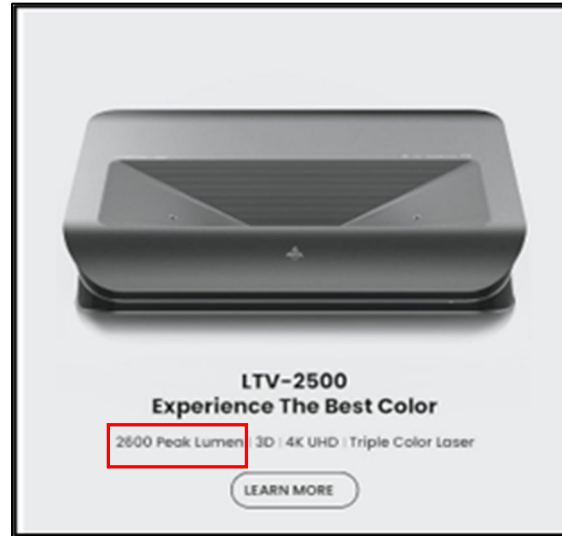 LTV-2500
Experience The Best Color
2600 Peak Lumen | 3D | 4K UHD | Triple Color Laser
LEARN MORE